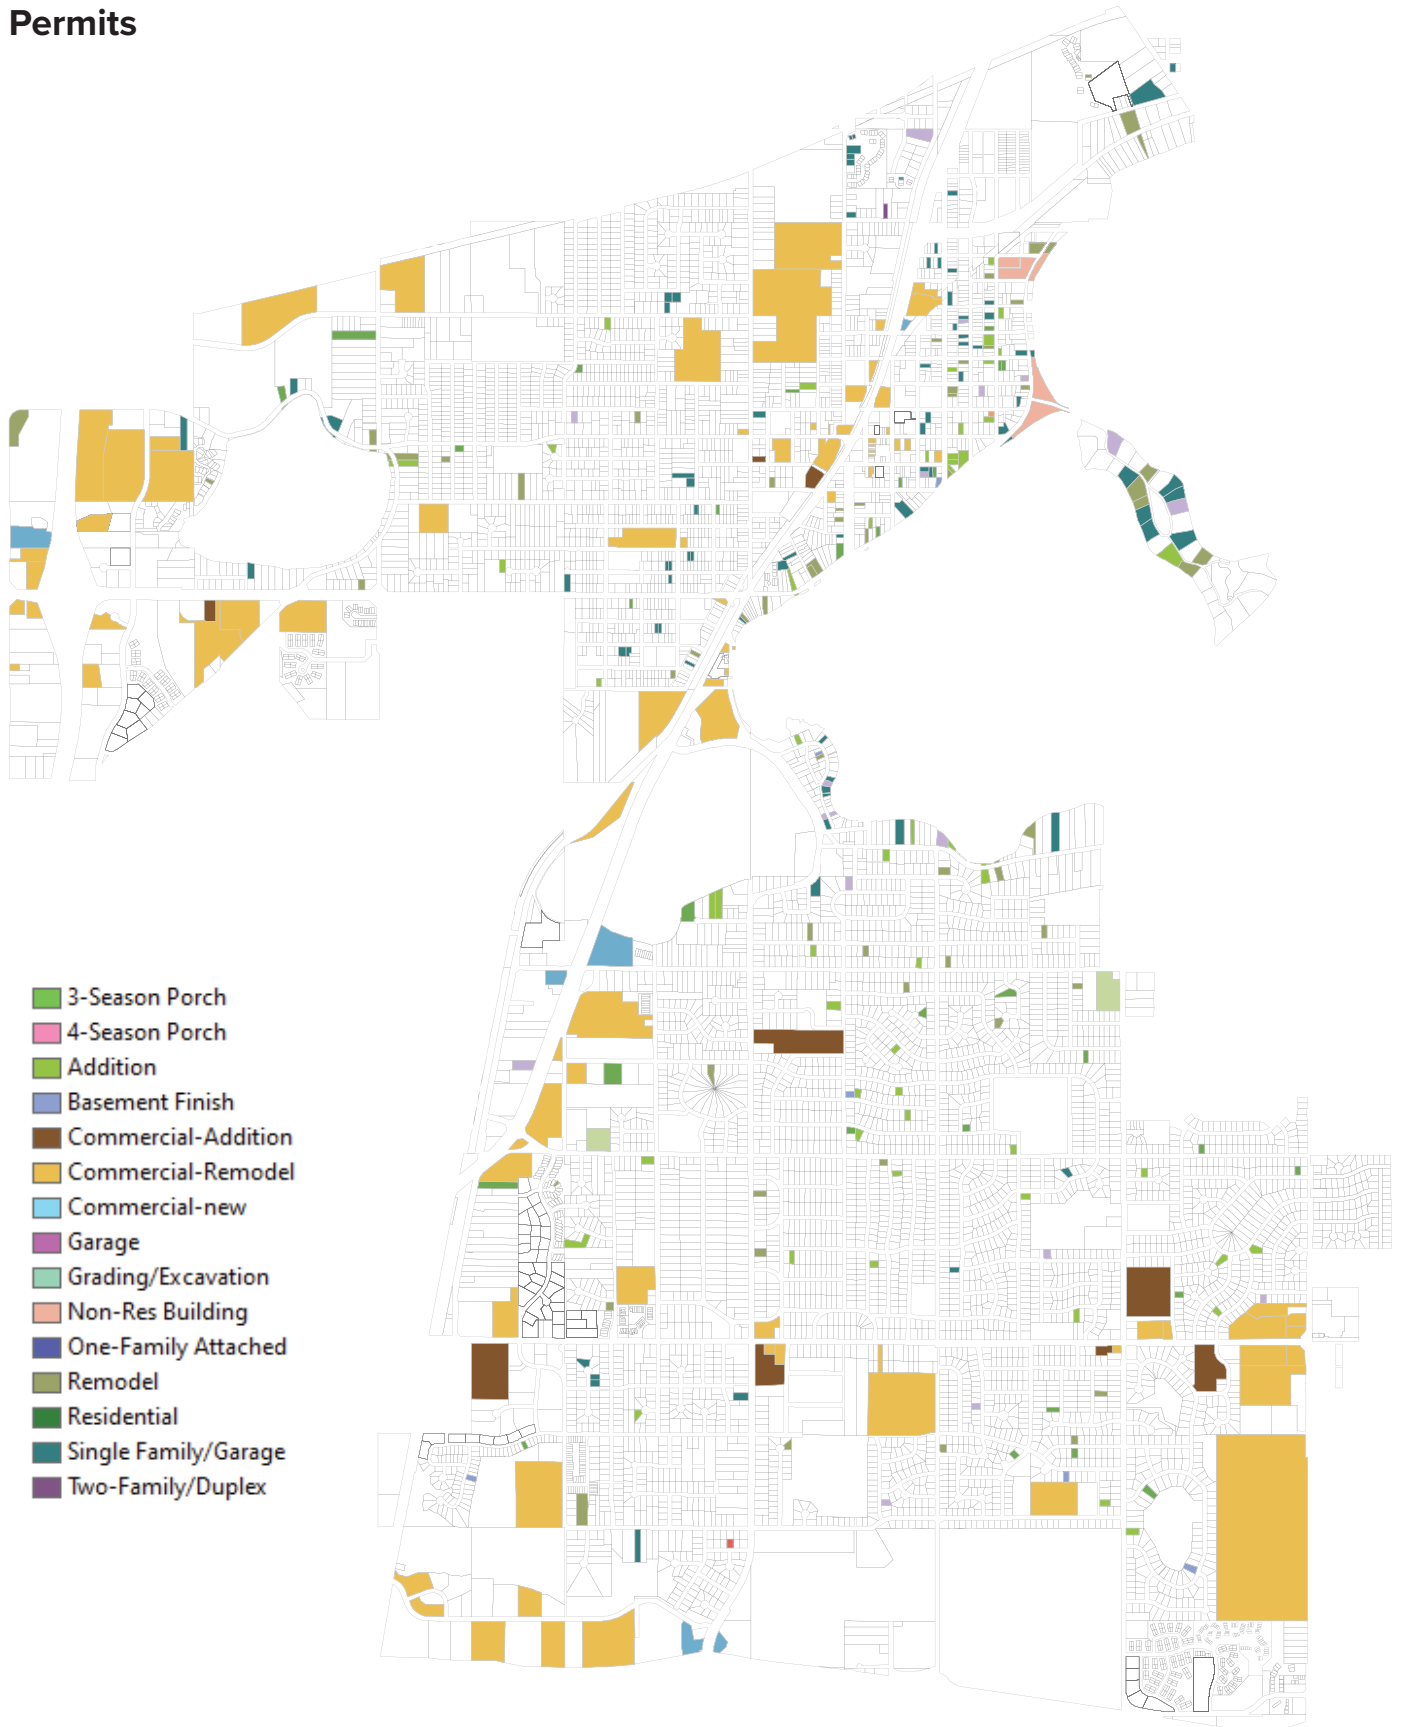 Permits
3-Season Porch
4-Season Porch
Addition
Basement Finish
Commercial-Addition
Commercial-Remodel
Commercial-new
Garage
Grading/Excavation
Non-Res Building
One-Family Attached
Remodel
Residential
Single Family/Garage
Two-Family/Duplex